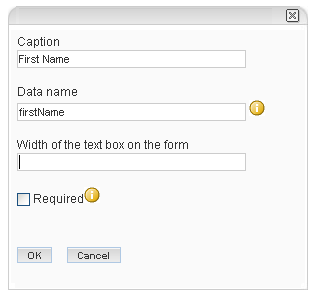 Caption
First Name
Data name
firstName
Width of the text box on the form
Required
OK Cancel